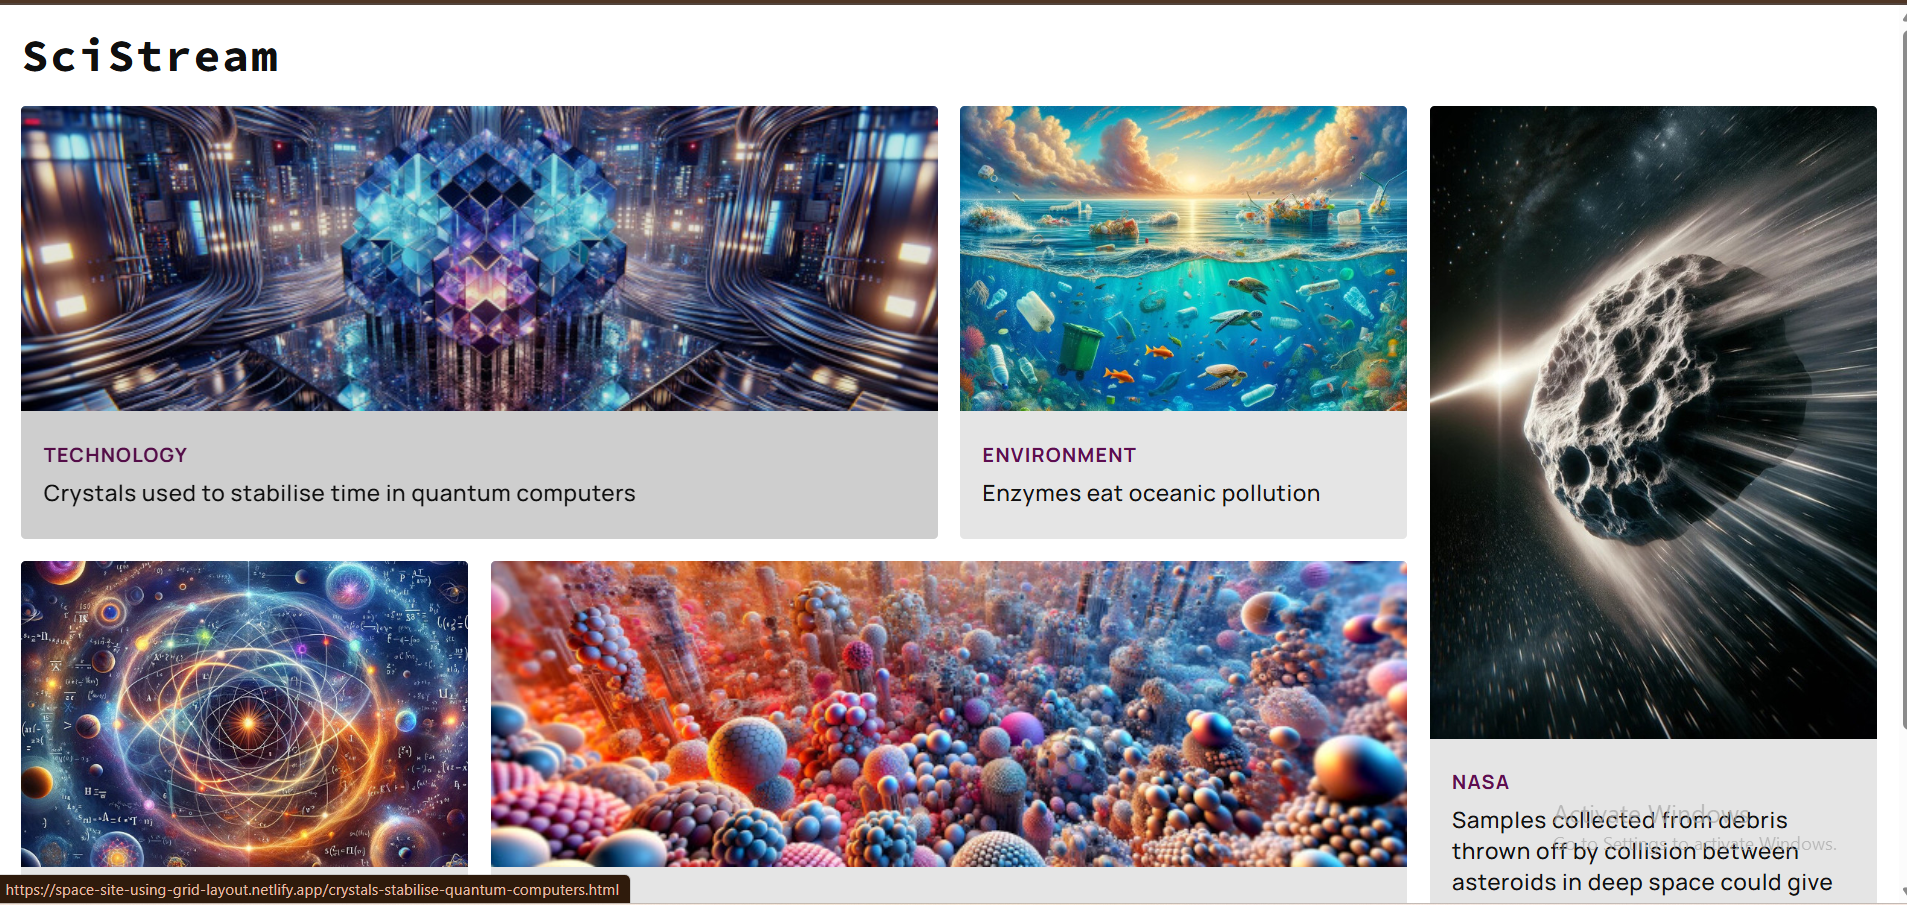 SciStream
TECHNOLOGY
Crystals used to stabilise time in quantum computers
ENVIRONMENT
Enzymes eat oceanic pollution
NASA
Samples collected from debris
thrown off by collision between
asteroids in deep space could give
Activate Windows
Go to Settings to activate Windows.
https://space-site-using-grid-layout.netlify.app/crystals-stabilise-quantum-computers.html